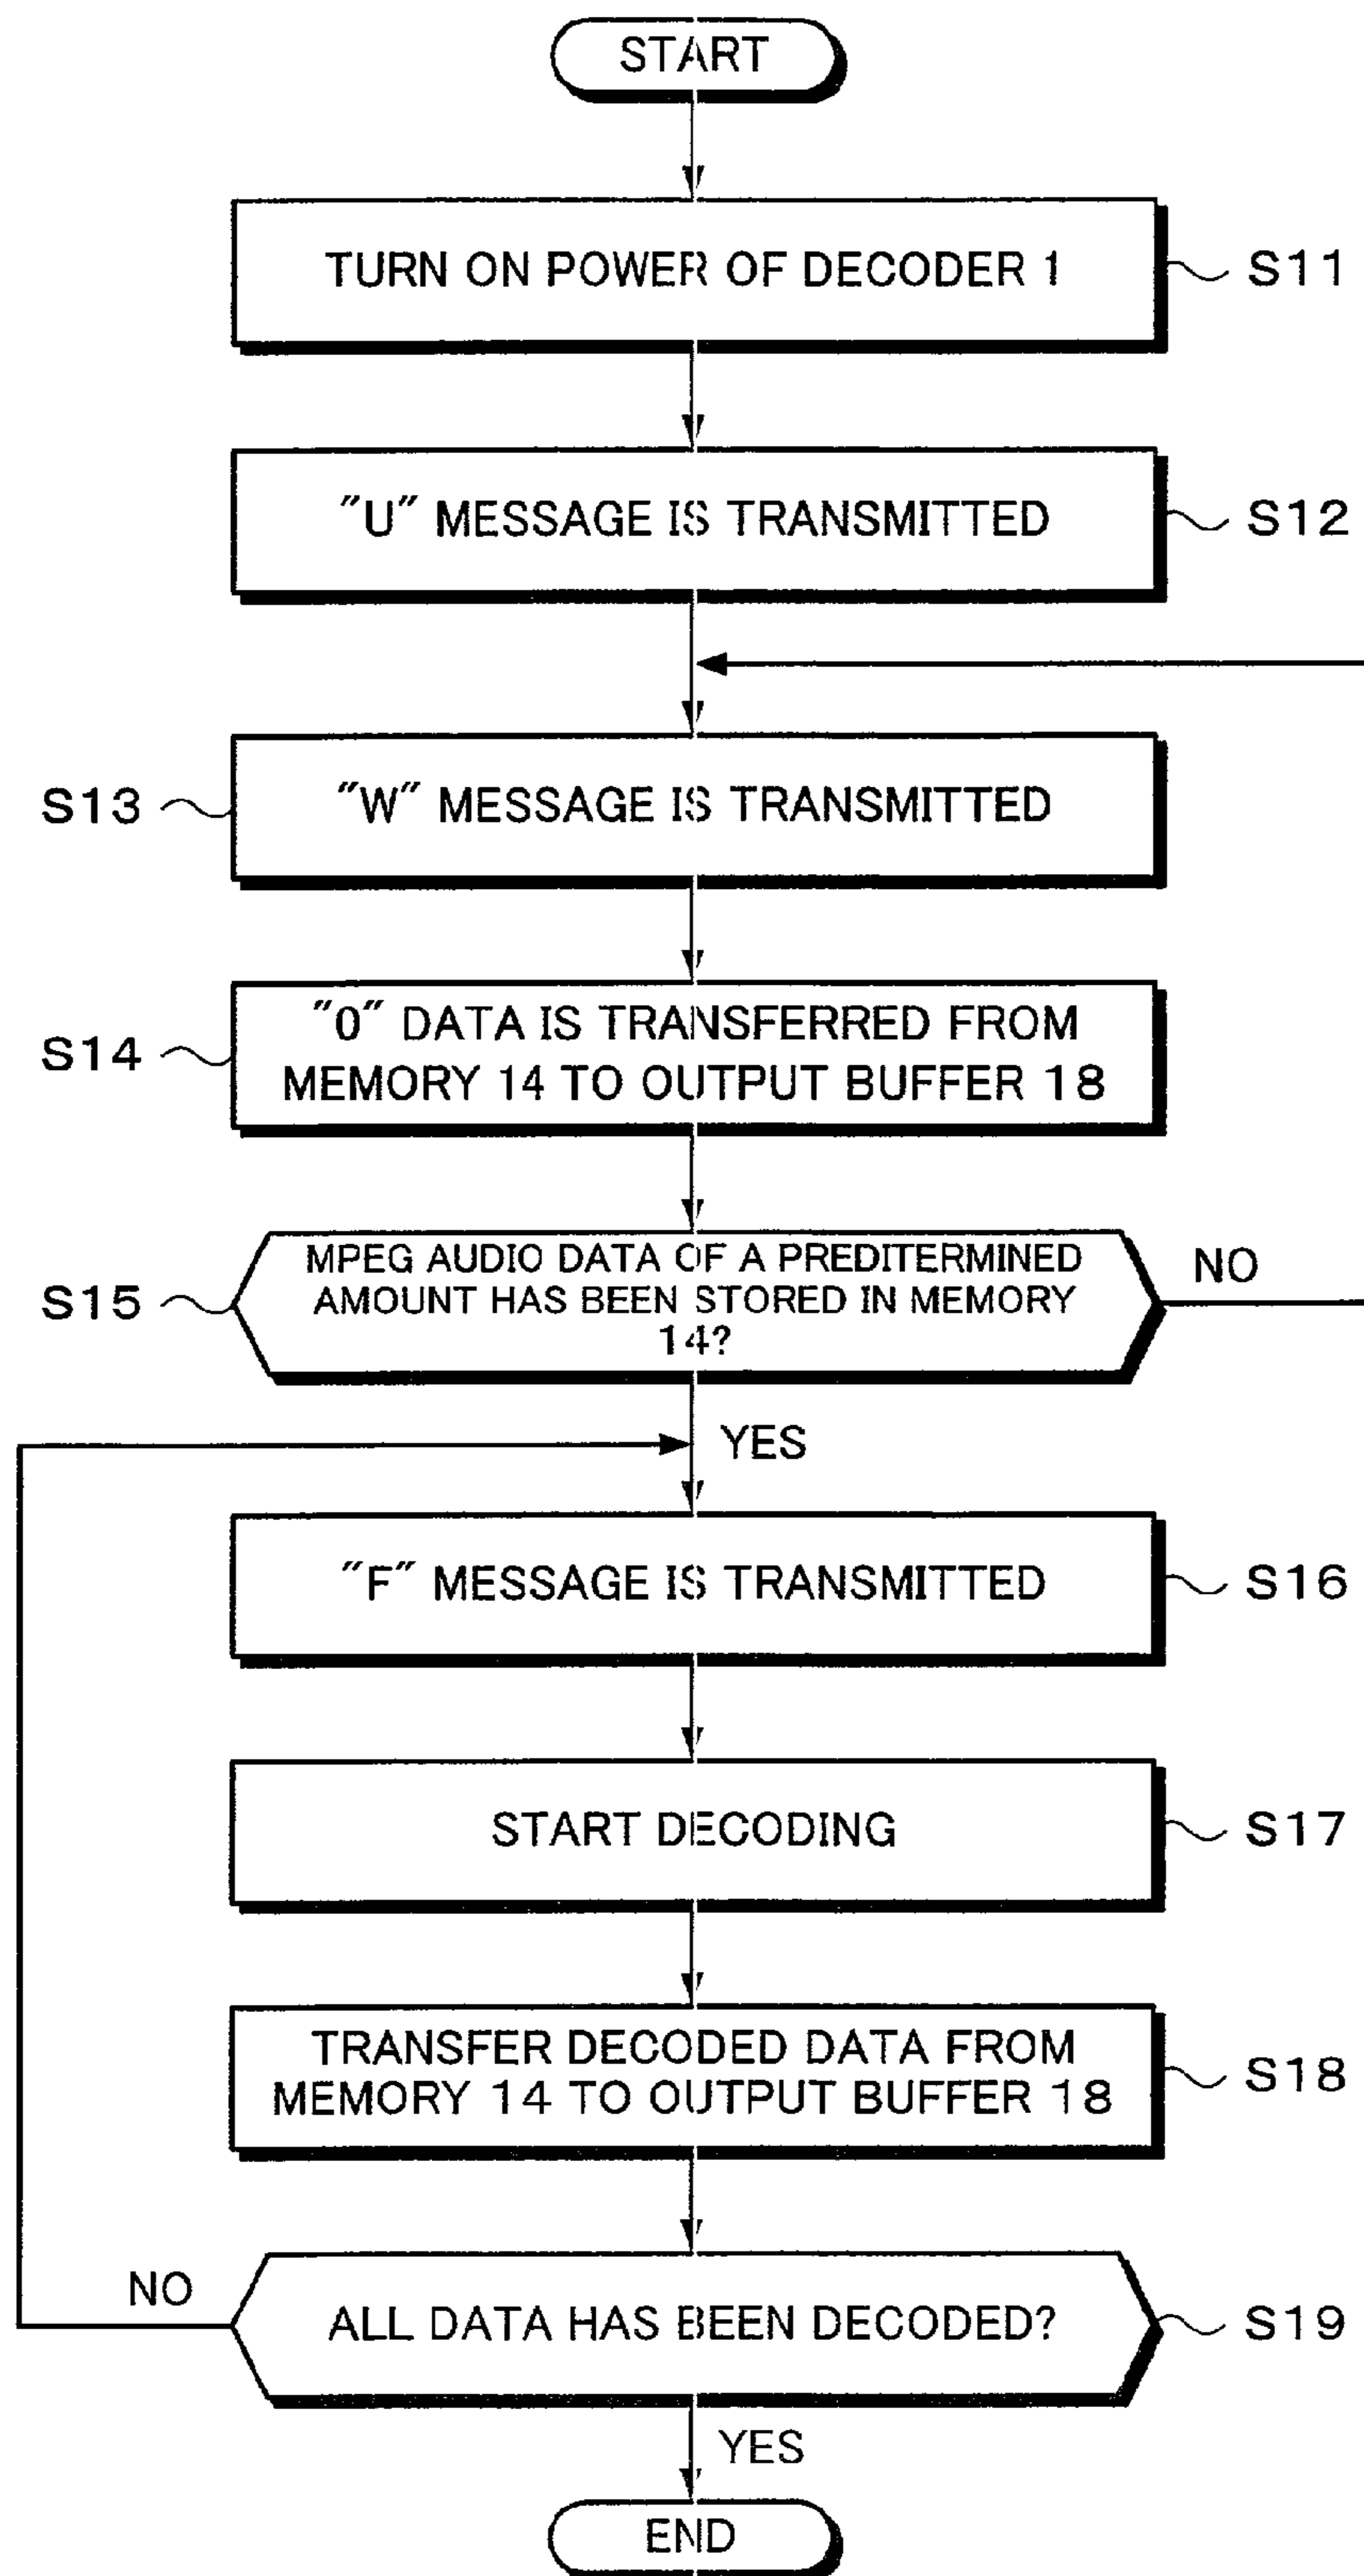 START
TURN ON POWER OF DECODER 1
S11
"U" MESSAGE IS TRANSMITTED
S12
S13
"W" MESSAGE IS TRANSMITTED
S14
"0" DATA IS TRANSFERRED FROM
MEMORY 14 TO OUTPUT BUFFER 18
S15
MPEG AUDIO DATA OF A PREDITERMINED
AMOUNT HAS BEEN STORED IN MEMORY
14?
NO
YES
"F" MESSAGE IS TRANSMITTED
S16
START DECODING
S17
TRANSFER DECODED DATA FROM
MEMORY 14 TO OUTPUT BUFFER 18
S18
NO
ALL DATA HAS BEEN DECODED?
S19
YES
END